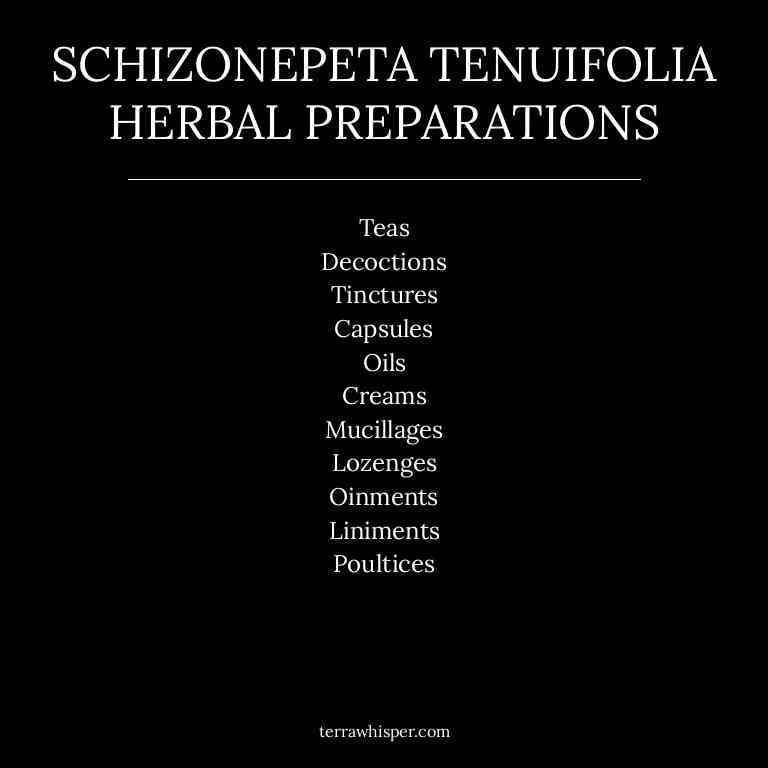 SCHIZONEPETA TENUIFOLIA
HERBAL PREPARATIONS
Teas
Decoctions
Tinctures
Capsules
Oils
Creams
Mucillages
Lozenges
Oinments
Liniments
Poultices
terrawhisper.com